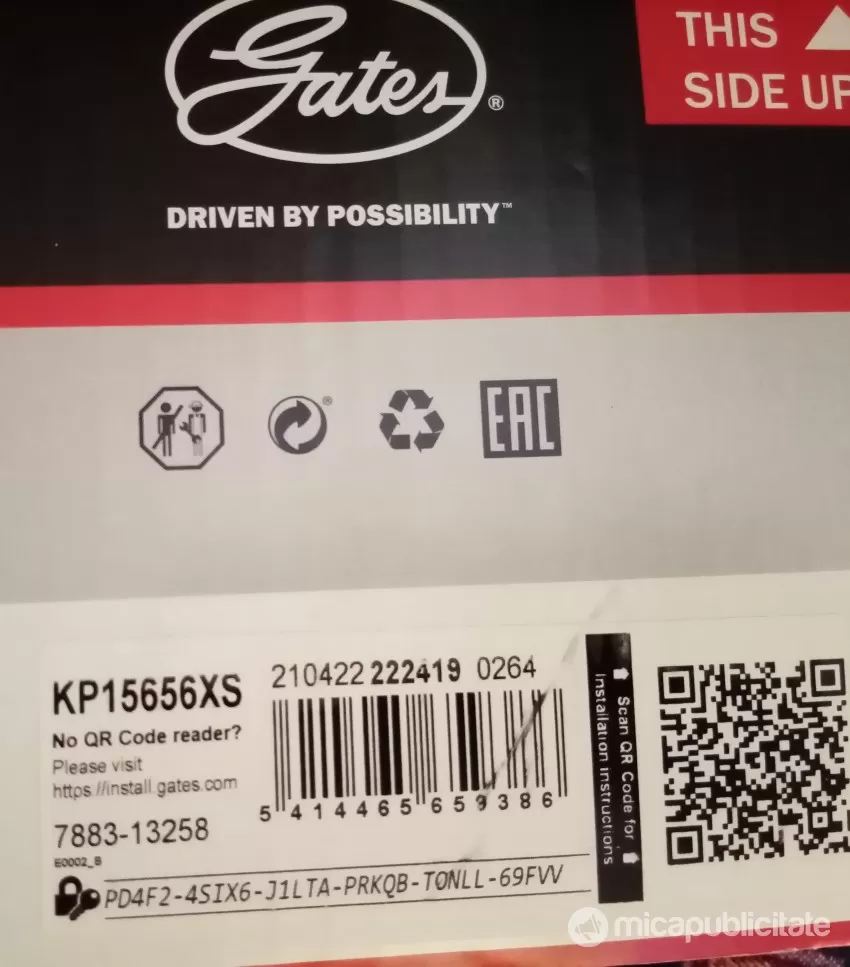 Gates®
DRIVEN BY POSSIBILITY™
THIS
SIDE UP
®
EAC
KP15656XS
No QR Code reader?
Please visit
https://install.gates.com
7883-13258
E0002_B
210422 222419 0264
5 414465 659386
Scan QR Code for
installation instructions
PD4F2-4SIX6-J1LTA-PRKQB-T0NLL-69FVV
micapublicitate